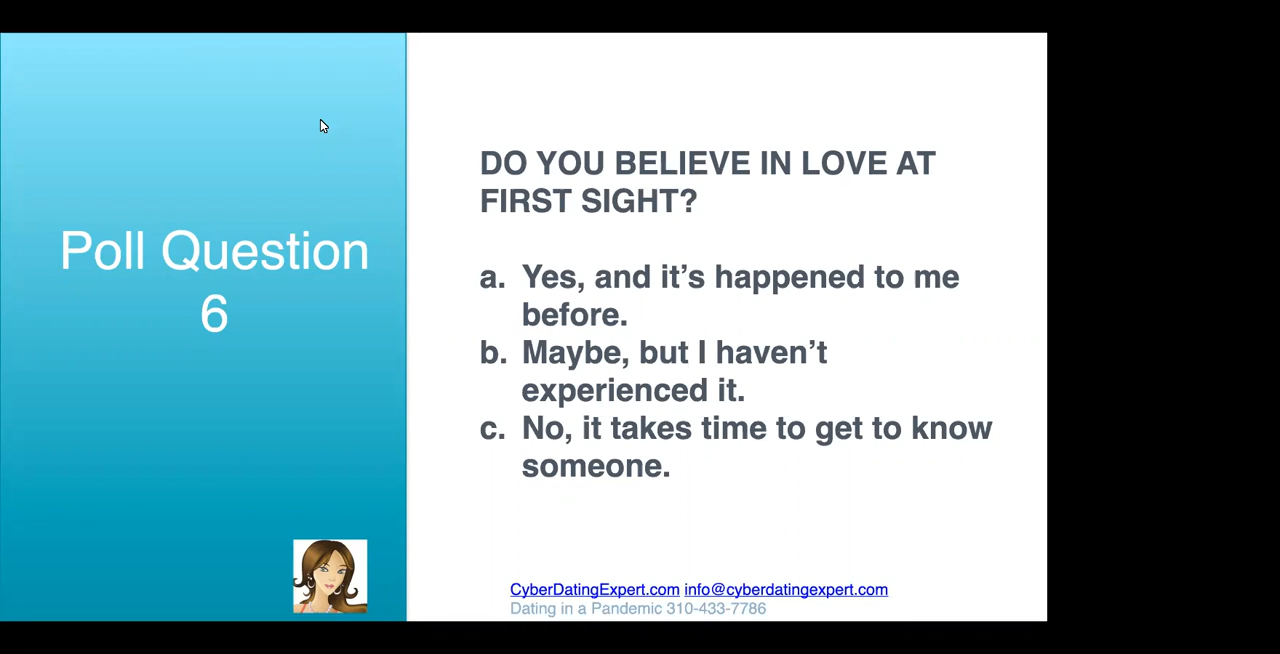 Poll Question
6
DO YOU BELIEVE IN LOVE AT
FIRST SIGHT?
a. Yes, and it’s happened to me
before.
b. Maybe, but I haven’t
experienced it.
c. No, it takes time to get to know
someone.
CyberDatingExpert.com info@cyberdatingexpert.com
Dating in a Pandemic 310-433-7786